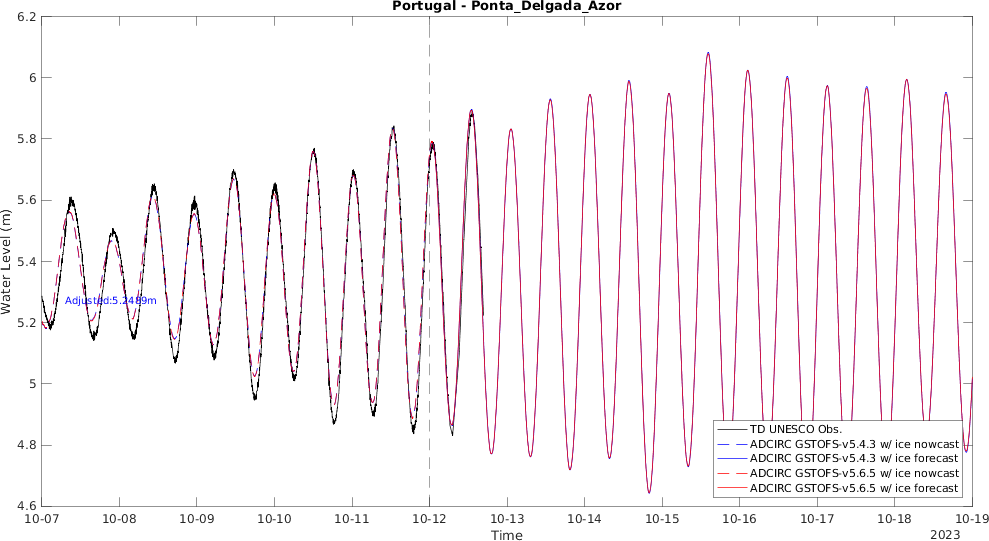 Portugal - Ponta_Delgada_Azor
6.2
6
5.8
5.6
5.4
5.2
5
4.8
4.6
Water Level (m)
Adjusted:5.2489m
TD UNESCO Obs.
ADCIRC GSTOFS-v5.4.3 w/ ice nowcast
ADCIRC GSTOFS-v5.4.3 w/ ice forecast
ADCIRC GSTOFS-v5.6.5 w/ ice nowcast
ADCIRC GSTOFS-v5.6.5 w/ ice forecast
10-07 10-08 10-09 10-10 10-11 10-12 10-13 10-14 10-15 10-16 10-17 10-18 10-19
Time
2023